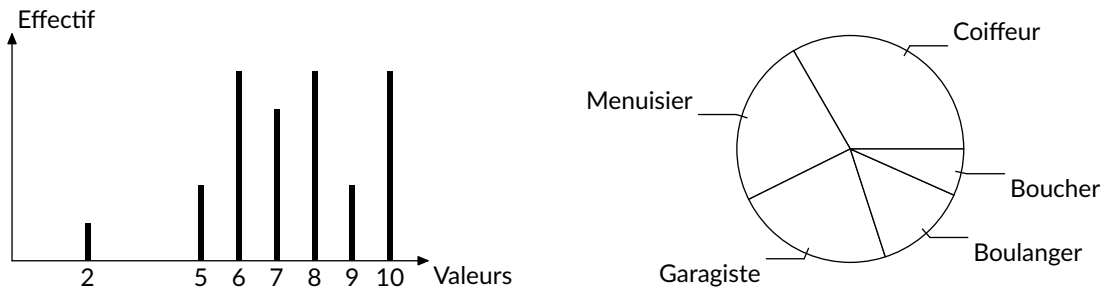 Effectif
2 5 6 7 8 9 10 Valeurs
Coiffeur
Menuisier
Boucher
Boulanger
Garagiste